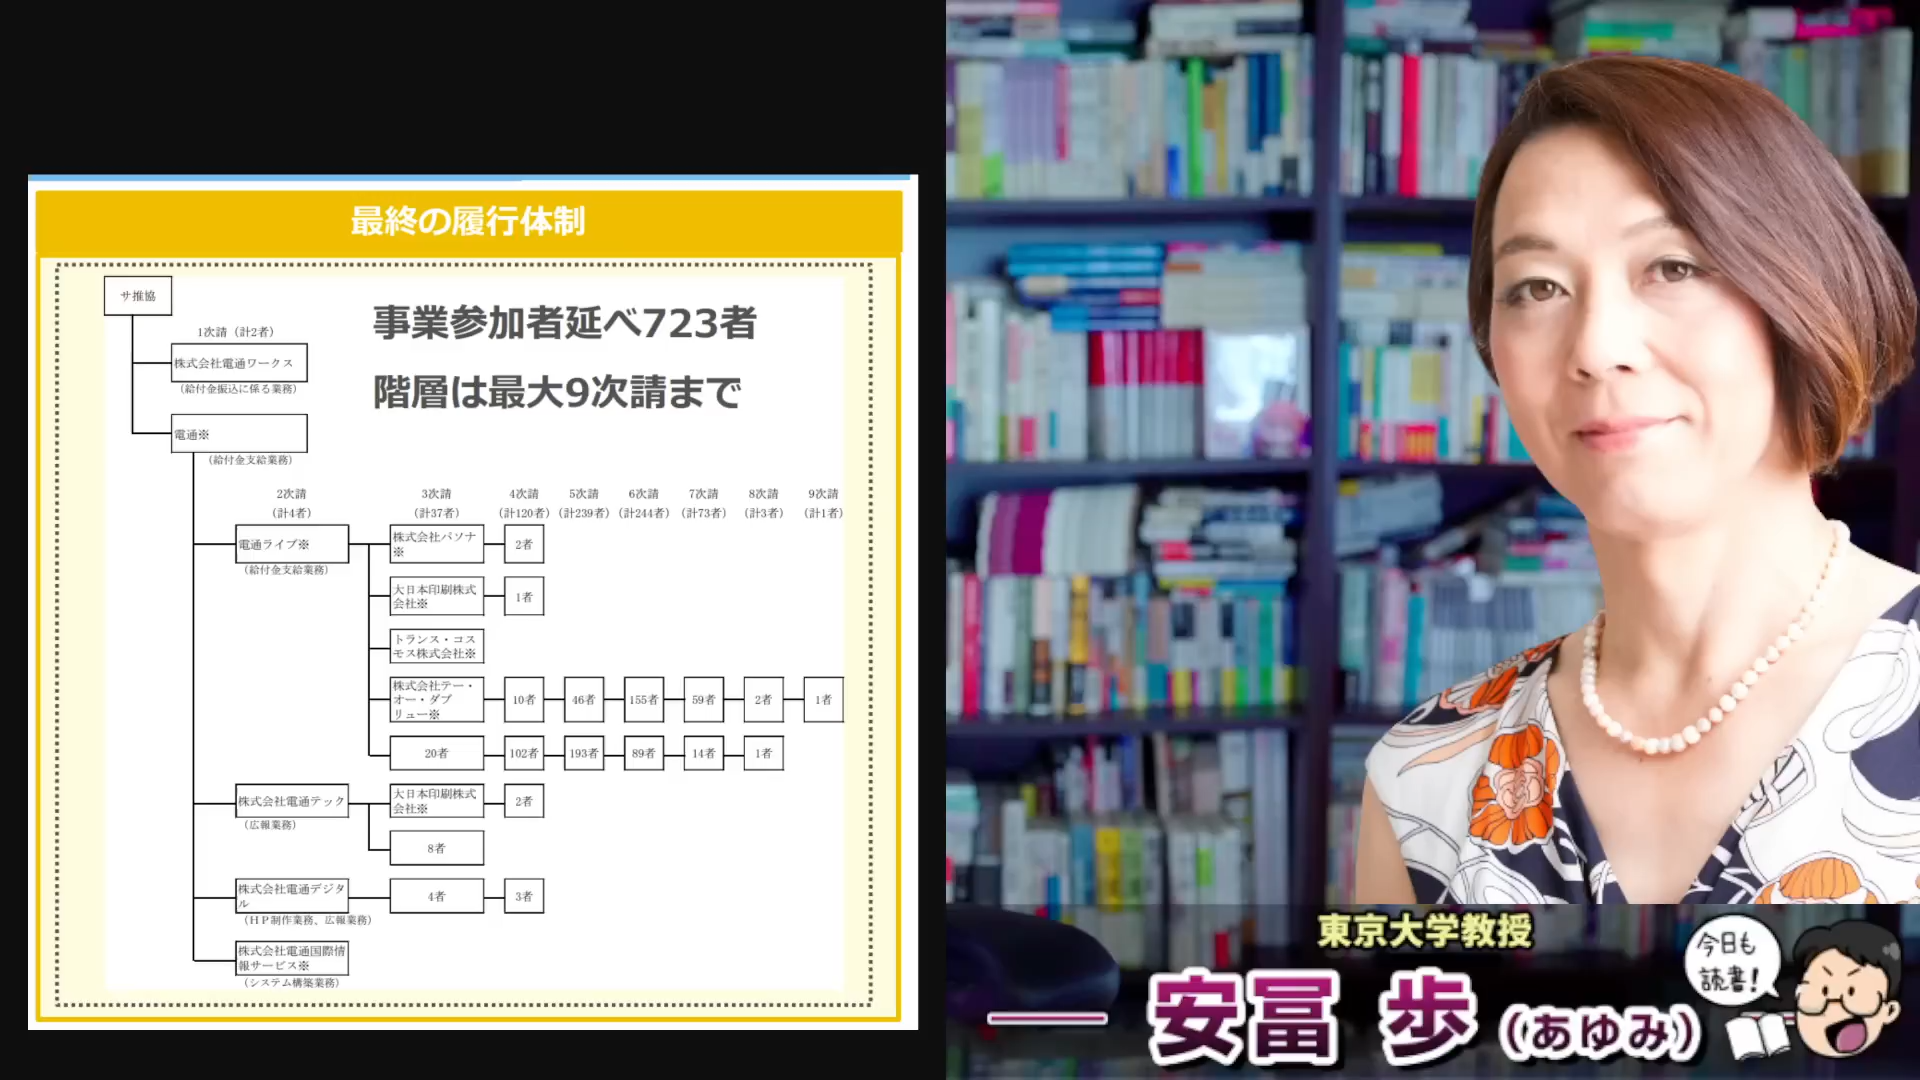 最終の履行体制
サ推協
事業参加者延べ723者
階層は最大9次請まで
1次請（計2者）
株式会社電通ワークス
（給付金振込に係る業務）
電通※
（給付金支給業務）
2次請
（計4者）
3次請
（計37者）
4次請
（計120者）
5次請
（計239者）
6次請
（計244者）
7次請
（計73者）
8次請
（計3者）
9次請
（計1者）
電通ライブ※
（給付金支給業務）
株式会社パソナ
※
2者
大日本印刷株式
会社※
1者
トランス・コス
モス株式会社※
株式会社テー・
オー・ダブ
リュー※
10者
46者
155者
59者
2者
1者
20者
102者
193者
89者
14者
1者
株式会社電通テック
（広報業務）
大日本印刷株式
会社※
2者
8者
株式会社電通デジタ
ル
（ＨＰ制作業務、広報業務）
4者
3者
株式会社電通国際情
報サービス※
（システム構築業務）
東京大学教授
安冨 歩（あゆみ）
今日も
読書！